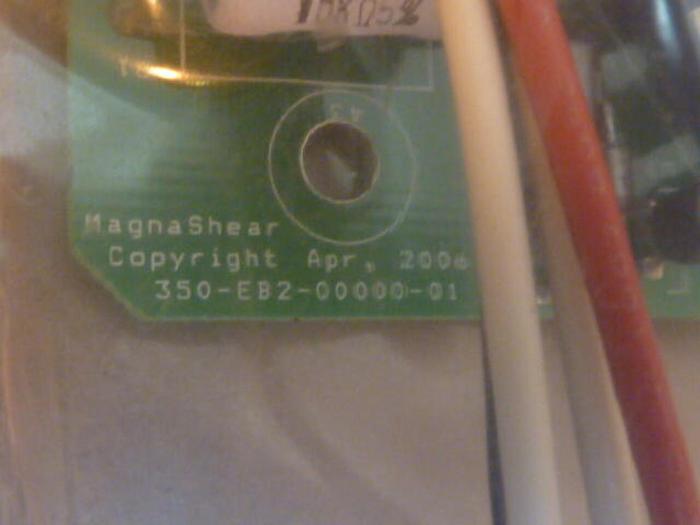 MagnaShear
Copyright Apr, 2006
350-EB2-00000-01